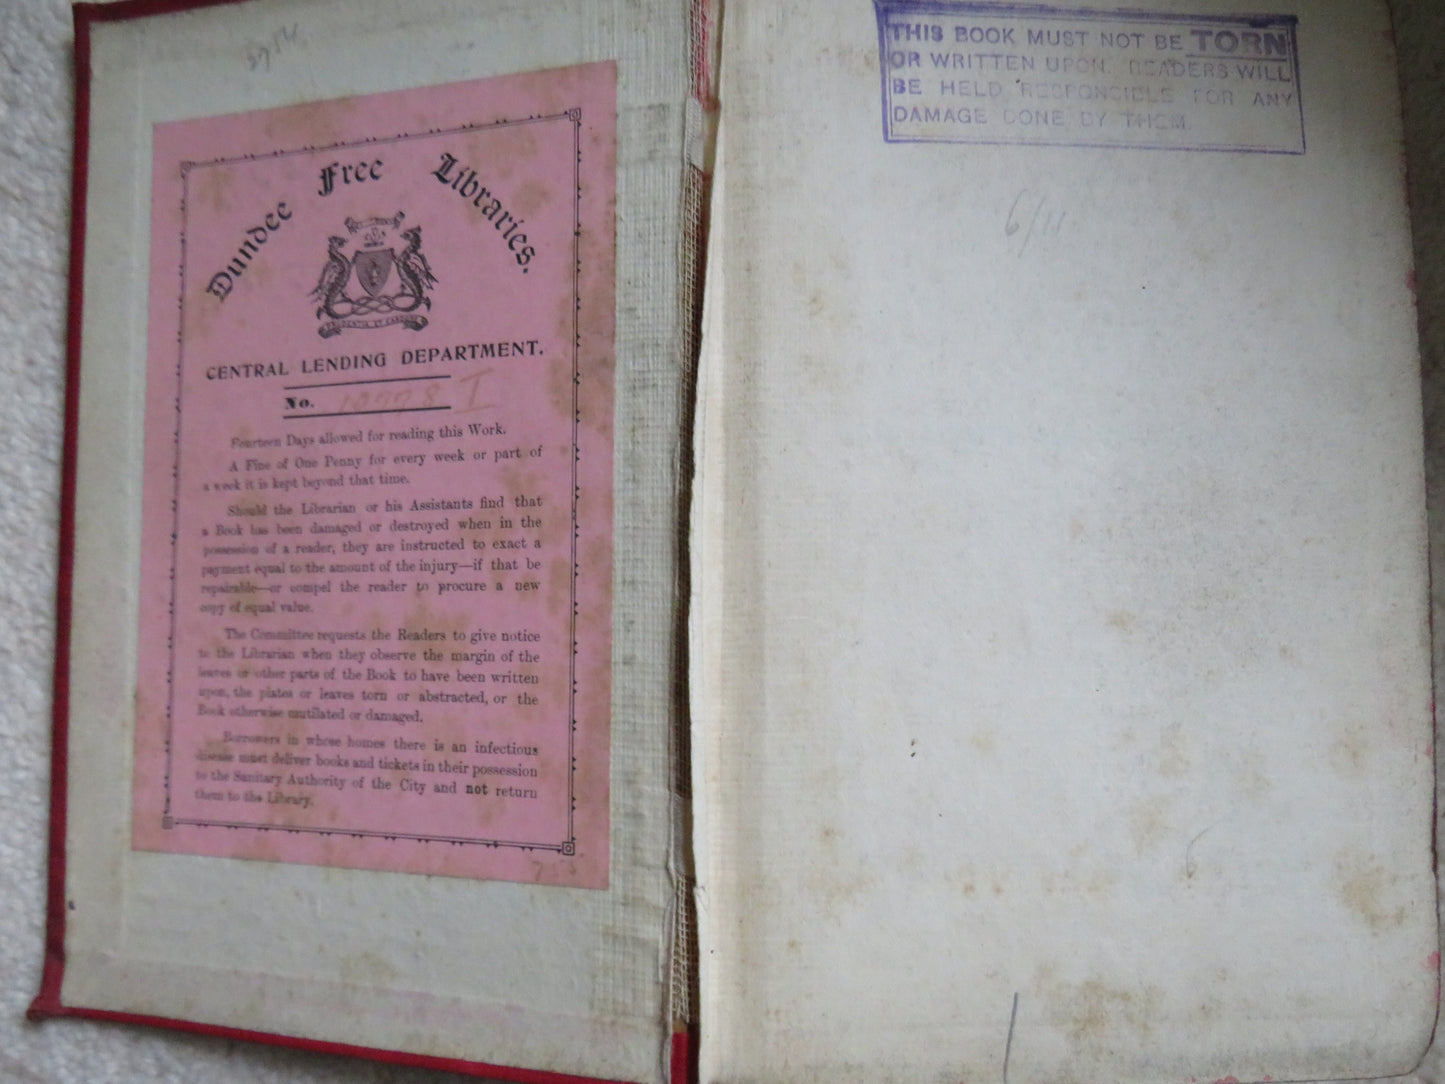 Dundee Free Libraries.
CENTRAL LENDING DEPARTMENT.
No. 10778 I
Fourteen Days allowed for reading this Work.
A Fine of One Penny for every week or part of
a week it is kept beyond that time.
Should the Librarian or his Assistants find that
a Book has been damaged or destroyed when in the
possession of a reader, they are instructed to exact a
payment equal to the amount of the injury—if that be
repairable—or compel the reader to procure a new
copy of equal value.
The Committee requests the Readers to give notice
to the Librarian when they observe the margin of the
leaves or other parts of the Book to have been written
upon, the plates or leaves torn or abstracted, or the
Book otherwise mutilated or damaged.
Borrowers in whose homes there is an infectious
disease must deliver books and tickets in their possession
to the Sanitary Authority of the City and not return
them to the Library.
THIS BOOK MUST NOT BE TORN
OR WRITTEN UPON. READERS WILL
BE HELD RESPONSIBLE FOR ANY
DAMAGE DONE BY THEM.
6/11